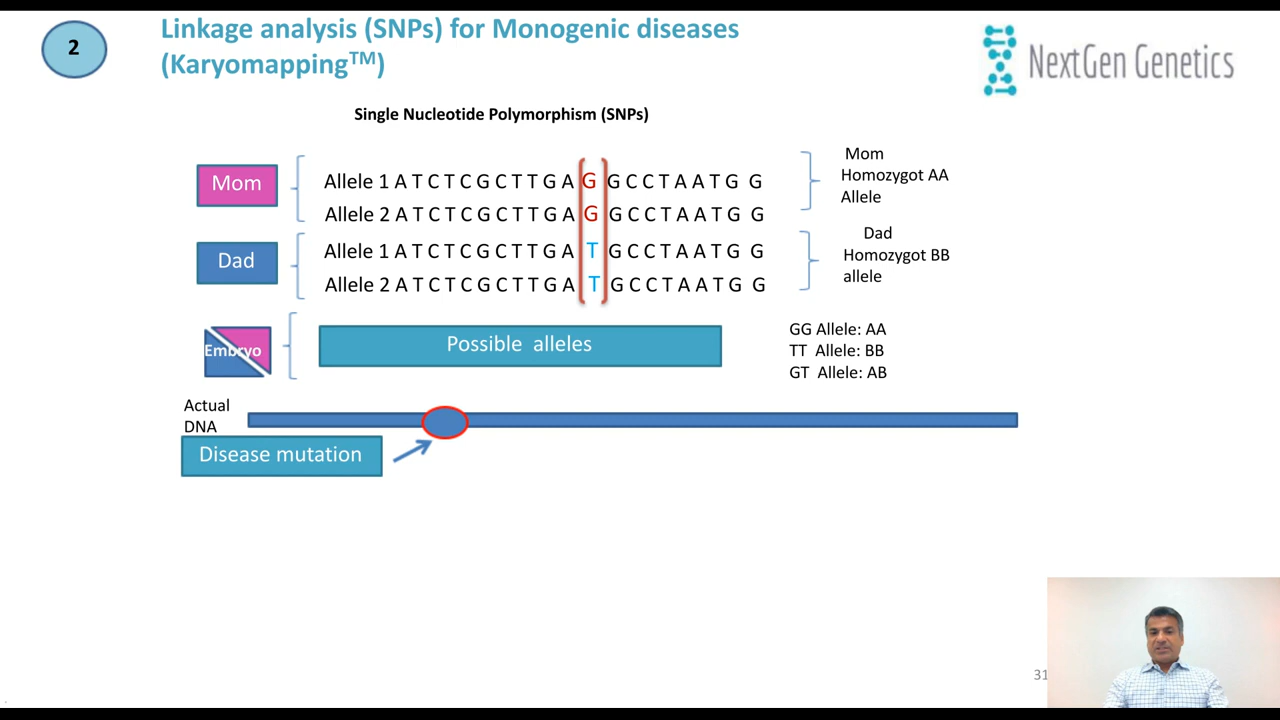 2
Linkage analysis (SNPs) for Monogenic diseases
(Karyomapping™)
NextGen Genetics
Single Nucleotide Polymorphism (SNPs)
Mom
Allele 1 A T C T C G C T T G A G G C C T A A T G G
Allele 2 A T C T C G C T T G A G G C C T A A T G G
Mom
Homozygot AA
Allele
Dad
Allele 1 A T C T C G C T T G A T G C C T A A T G G
Allele 2 A T C T C G C T T G A T G C C T A A T G G
Dad
Homozygot BB
allele
Embryo
Possible alleles
GG Allele: AA
TT Allele: BB
GT Allele: AB
Actual
DNA
Disease mutation
31